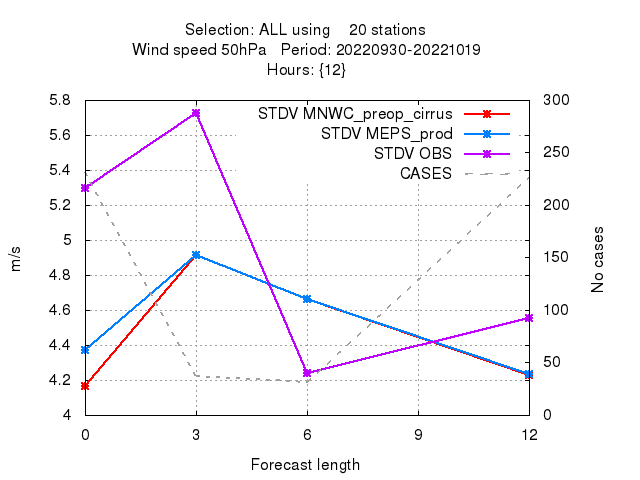 Selection: ALL using    20 stations
Wind speed 50hPa   Period: 20220930-20221019
Hours: {12}
STDV MNWC_preop_cirrus
STDV MEPS_prod
STDV OBS
CASES
5.8
5.6
5.4
5.2
5
4.8
4.6
4.4
4.2
4
m/s
300
250
200
150
100
50
0
No cases
0 3 6 9 12
Forecast length